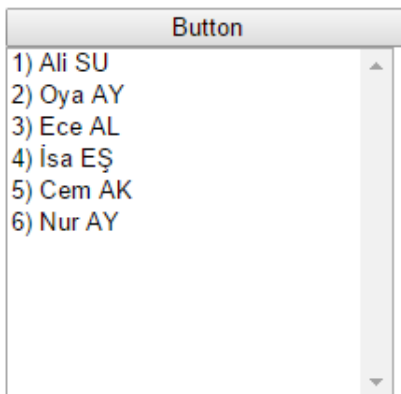 Button
1) Ali SU
2) Oya AY
3) Ece AL
4) İsa EŞ
5) Cem AK
6) Nur AY